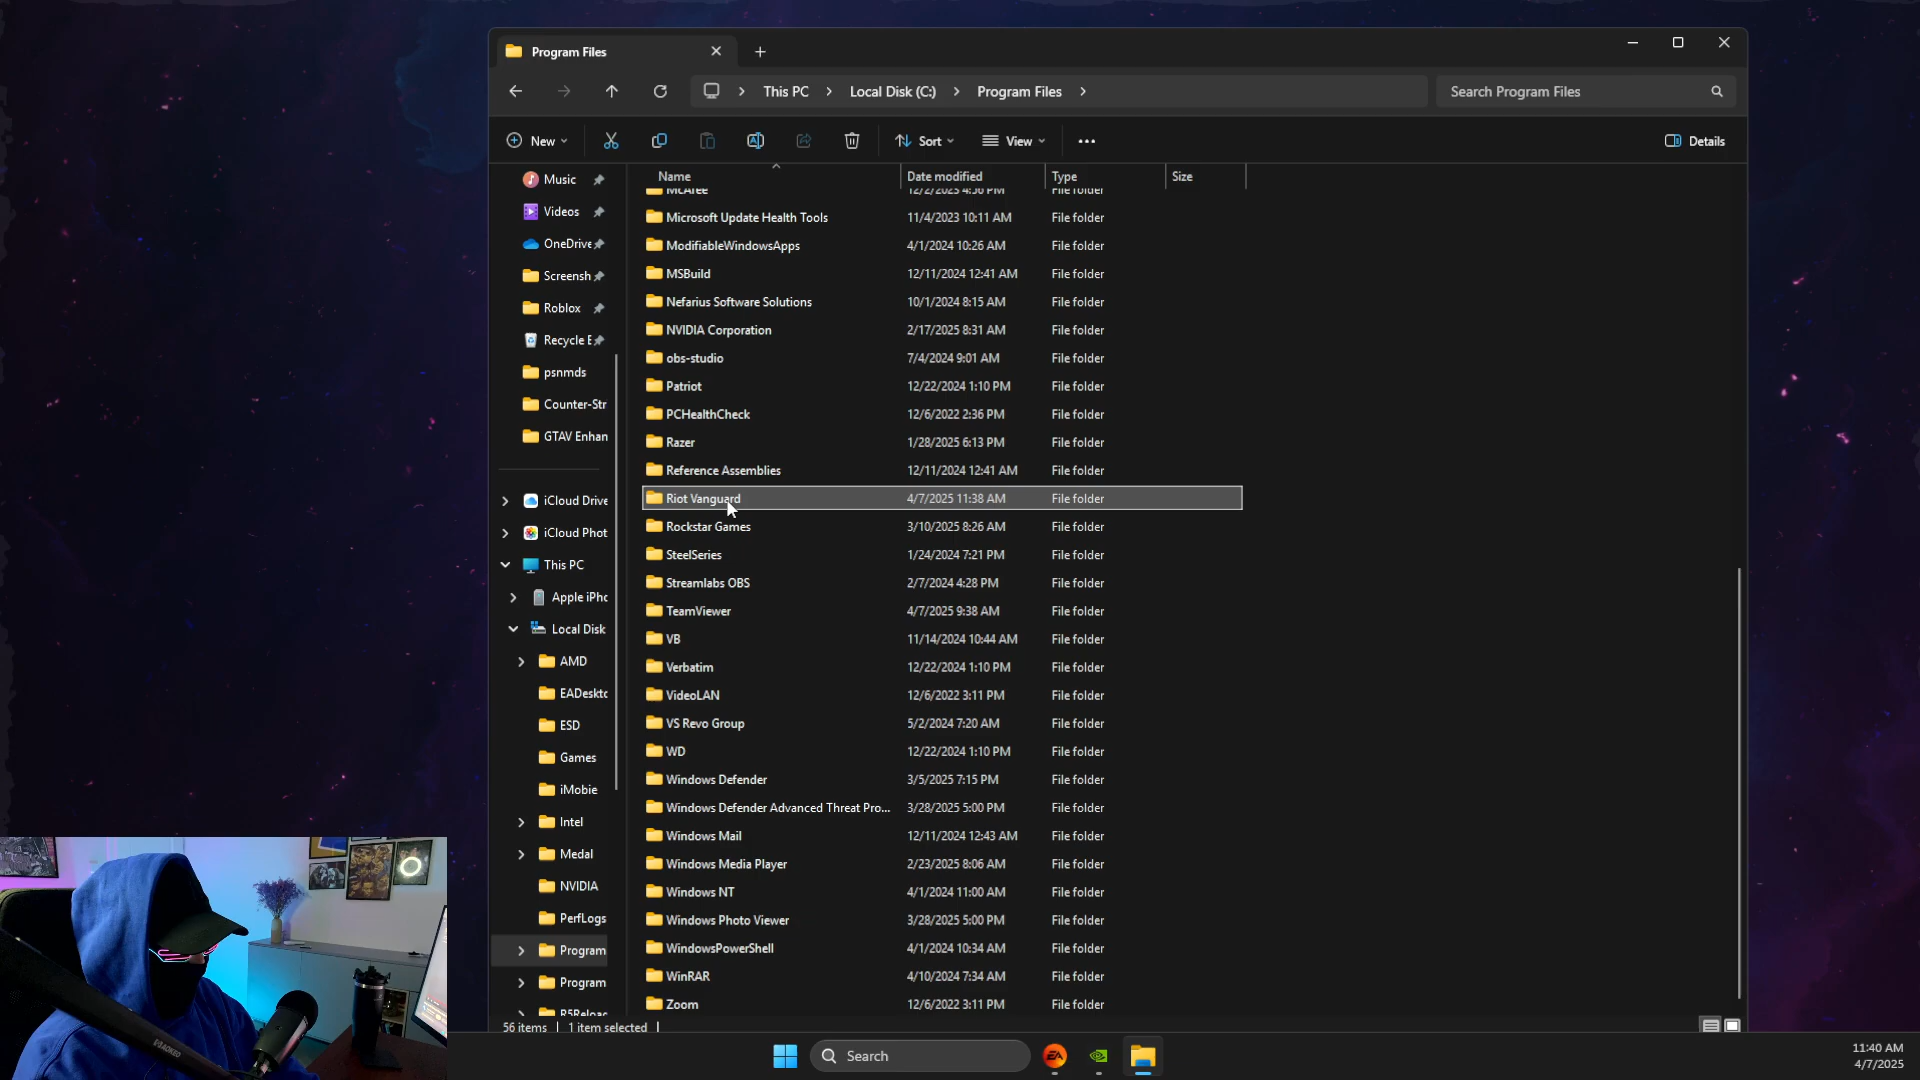 Program Files
This PC
Local Disk (C:)
Program Files
Search Program Files
New
Sort
View
Details
Name
Date modified
Type
Size
Music
Videos
OneDrive
Screensh
Roblox
Recycle B
psnmds
Counter-Str
GTAV Enhan
iCloud Drive
iCloud Phot
This PC
Apple iPho
Local Disk
AMD
EADeskto
ESD
Games
iMobie
Intel
Medal
NVIDIA
PerfLogs
Program
Program
R5Reloac
McAfee 12/2/2023 4:56 PM File folder
Microsoft Update Health Tools 11/4/2023 10:11 AM File folder
ModifiableWindowsApps 4/1/2024 10:26 AM File folder
MSBuild 12/11/2024 12:41 AM File folder
Nefarius Software Solutions 10/1/2024 8:15 AM File folder
NVIDIA Corporation 2/17/2025 8:31 AM File folder
obs-studio 7/4/2024 9:01 AM File folder
Patriot 12/22/2024 1:10 PM File folder
PCHealthCheck 12/6/2022 2:36 PM File folder
Razer 1/28/2025 6:13 PM File folder
Reference Assemblies 12/11/2024 12:41 AM File folder
Riot Vanguard 4/7/2025 11:38 AM File folder
Rockstar Games 3/10/2025 8:26 AM File folder
SteelSeries 1/24/2024 7:21 PM File folder
Streamlabs OBS 2/7/2024 4:28 PM File folder
TeamViewer 4/7/2025 9:38 AM File folder
VB 11/14/2024 10:44 AM File folder
Verbatim 12/22/2024 1:10 PM File folder
VideoLAN 12/6/2022 3:11 PM File folder
VS Revo Group 5/2/2024 7:20 AM File folder
WD 12/22/2024 1:10 PM File folder
Windows Defender 3/5/2025 7:15 PM File folder
Windows Defender Advanced Threat Pro... 3/28/2025 5:00 PM File folder
Windows Mail 12/11/2024 12:43 AM File folder
Windows Media Player 2/23/2025 8:06 AM File folder
Windows NT 4/1/2024 11:00 AM File folder
Windows Photo Viewer 3/28/2025 5:00 PM File folder
WindowsPowerShell 4/1/2024 10:34 AM File folder
WinRAR 4/10/2024 7:34 AM File folder
Zoom 12/6/2022 3:11 PM File folder
56 items
1 item selected
Search
EA
11:40 AM
4/7/2025